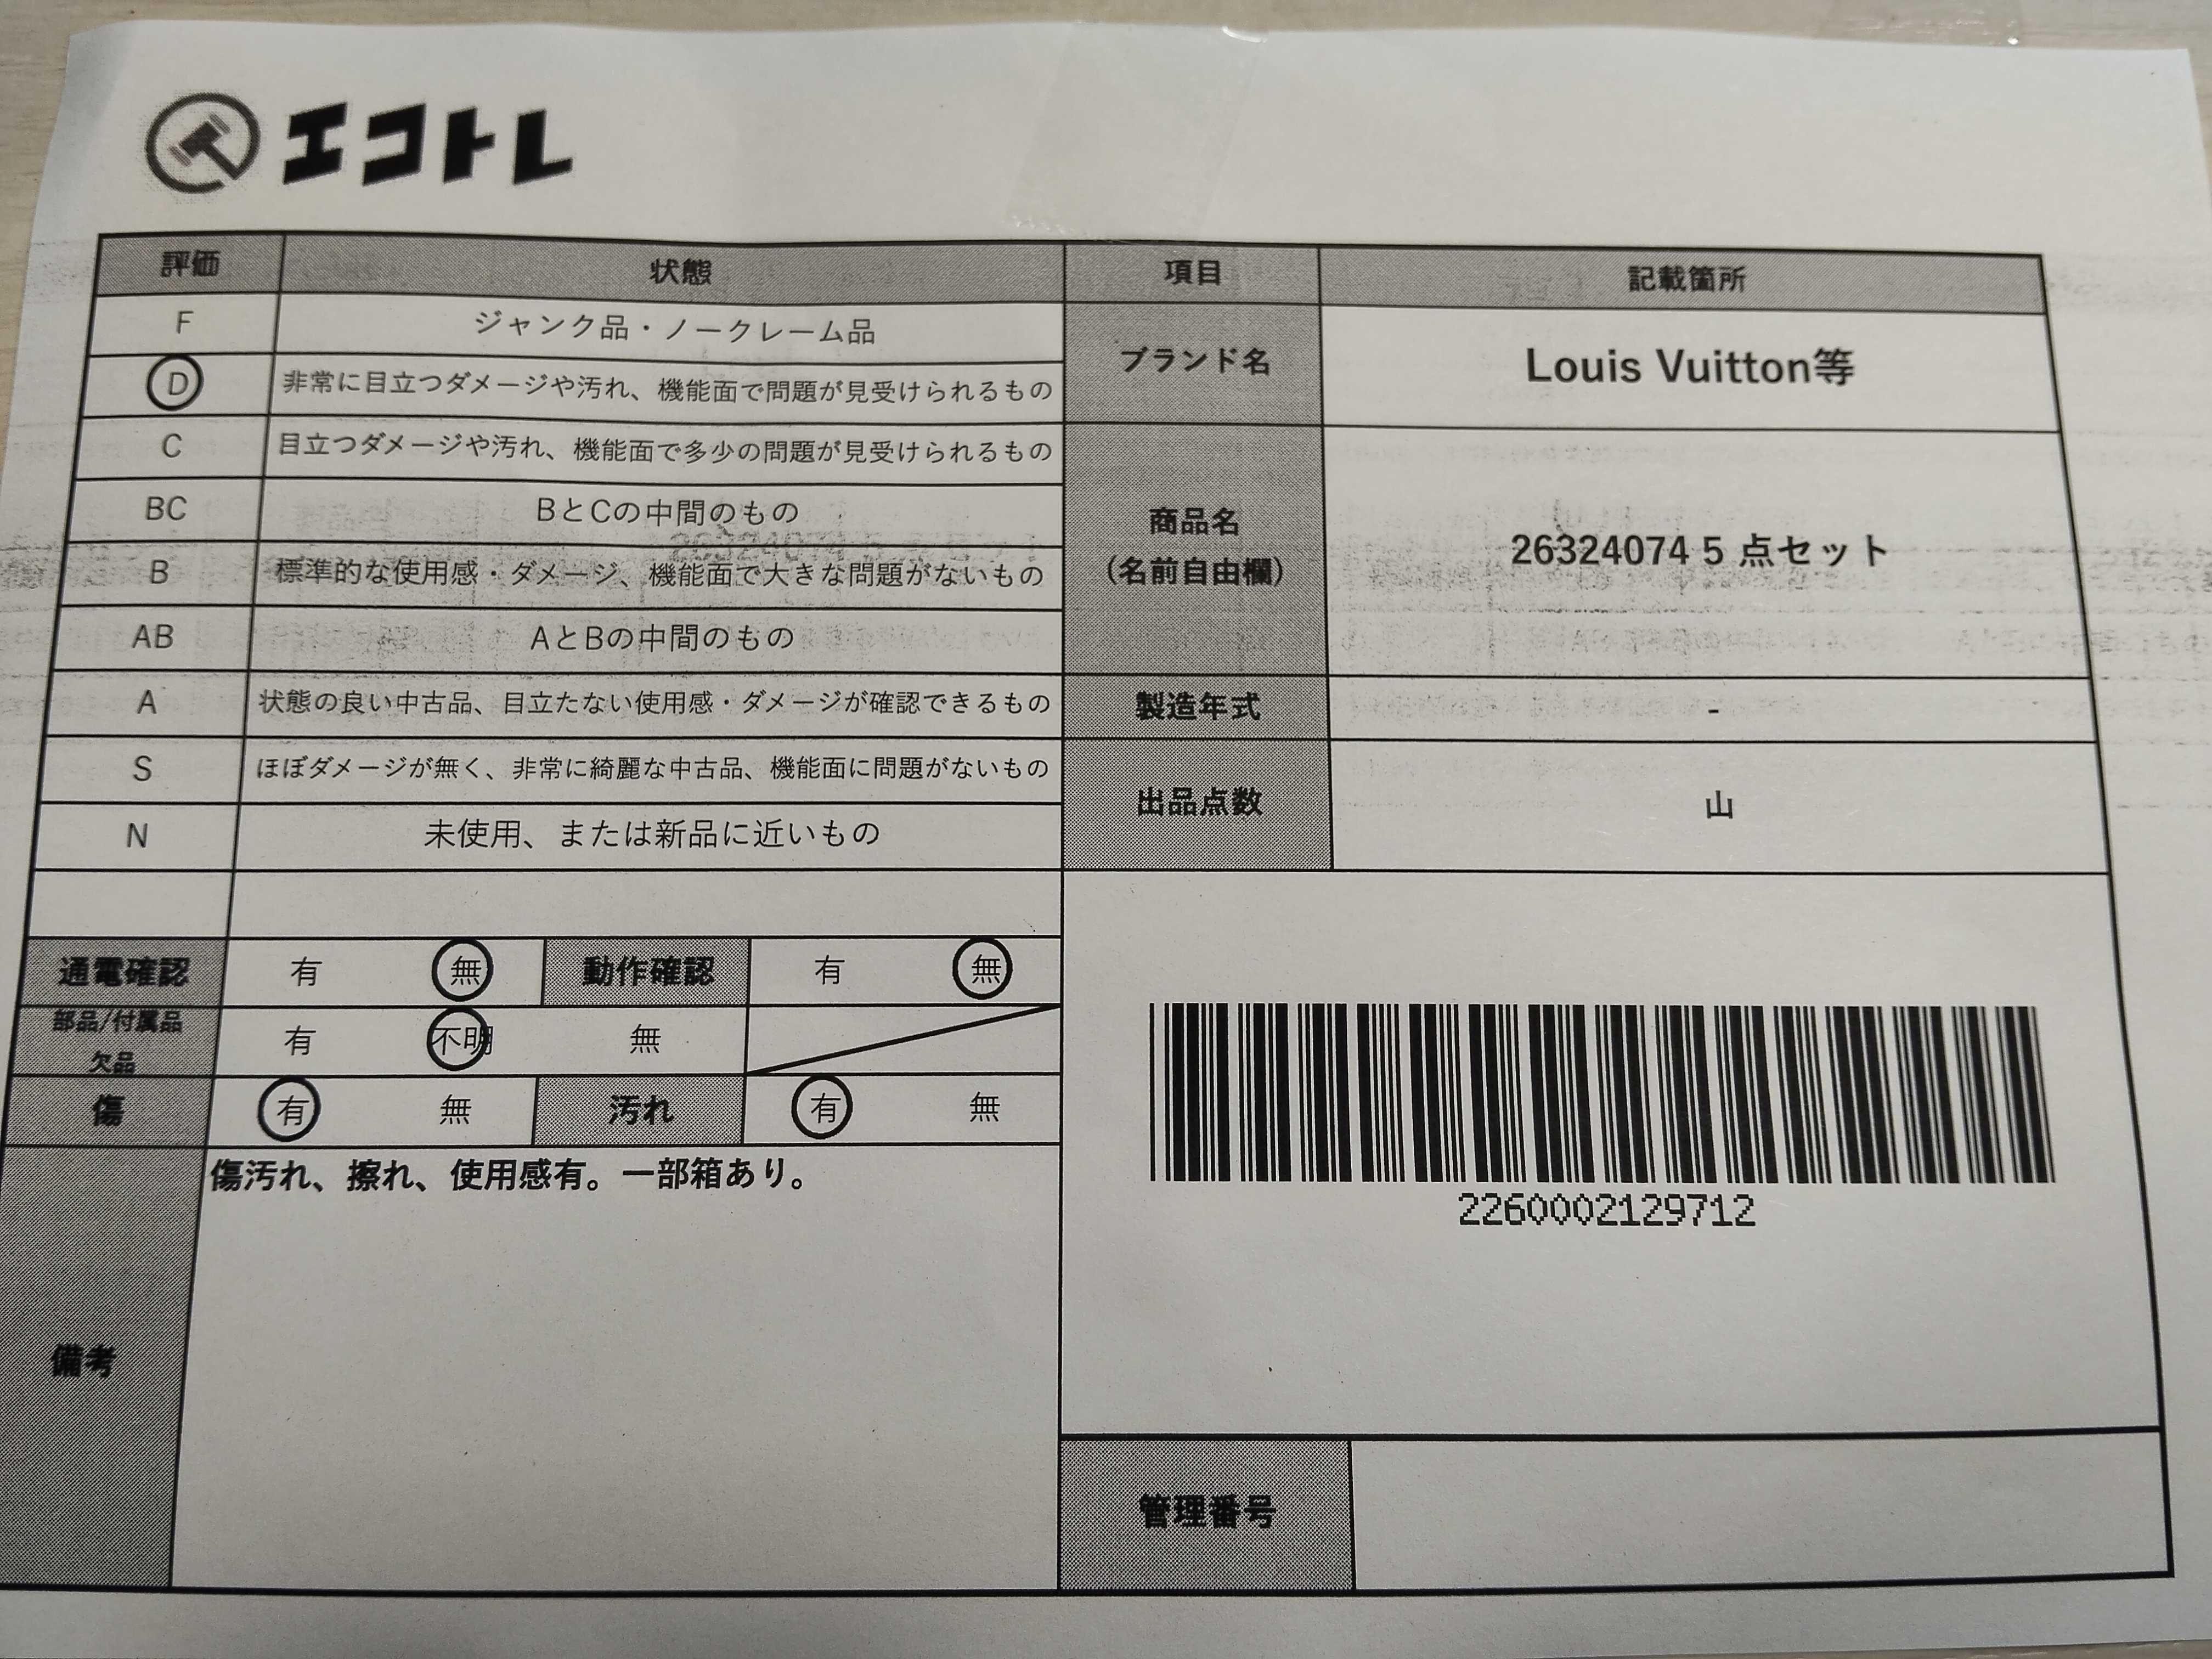 エコトレ
評価 状態 項目 記載箇所
F ジャンク品・ノークレーム品
D 非常に目立つダメージや汚れ、機能面で問題が見受けられるもの
ブランド名 Louis Vuitton等
C 目立つダメージや汚れ、機能面で多少の問題が見受けられるもの
BC BとCの中間のもの
B 標準的な使用感・ダメージ、機能面で大きな問題がないもの
商品名
(名前自由欄)
26324074 5 点セット
AB AとBの中間のもの
A 状態の良い中古品、目立たない使用感・ダメージが確認できるもの
製造年式 -
S ほぼダメージが無く、非常に綺麗な中古品、機能面に問題がないもの
N 未使用、または新品に近いもの
出品点数 山
通電確認 有 無 動作確認 有 無
部品/付属品
欠品
有 不明 無
傷 有 無 汚れ 有 無
備考
傷汚れ、擦れ、使用感有。一部箱あり。
2260002129712
管理番号